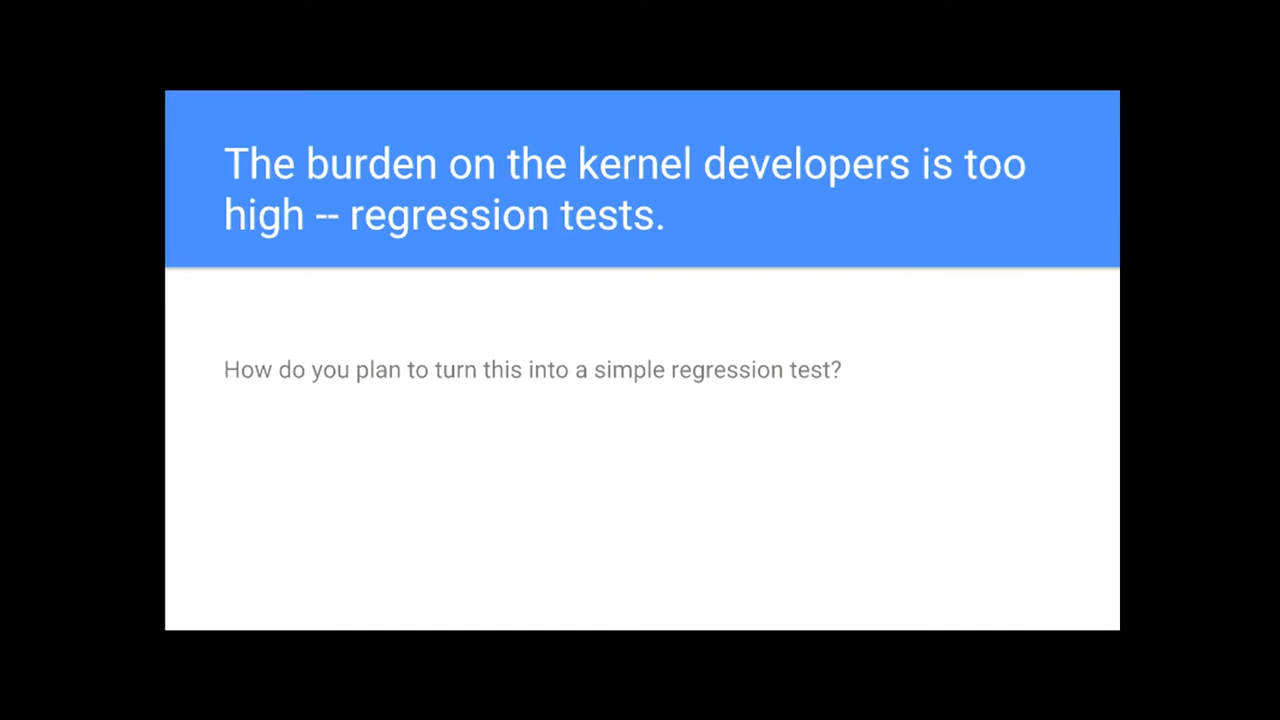 The burden on the kernel developers is too
high -- regression tests.
How do you plan to turn this into a simple regression test?